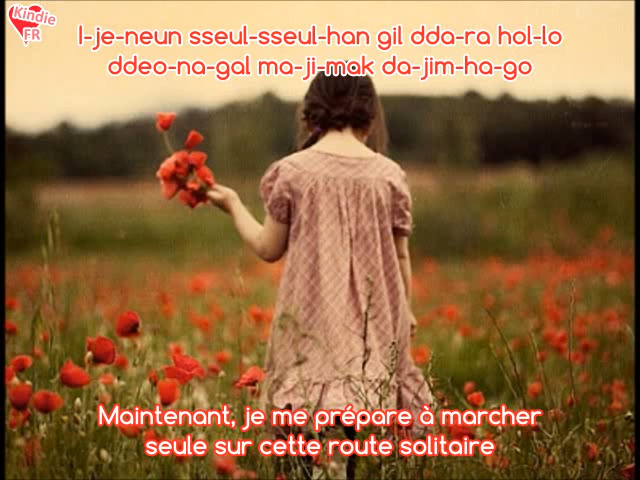 Kindie
FR
I-je-neun sseul-sseul-han gil dda-ra hol-lo
ddeo-na-gal ma-ji-mak da-jim-ha-go
Maintenant, je me prépare à marcher
seule sur cette route solitaire